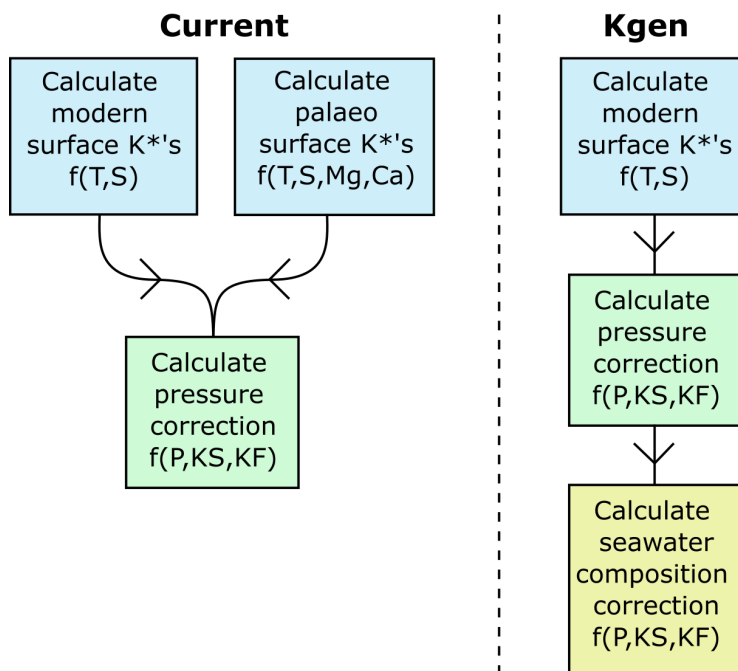 Current
Calculate
modern
surface K*'s
f(T,S)
Calculate
palaeo
surface K*'s
f(T,S,Mg,Ca)
Calculate
pressure
correction
f(P,KS,KF)
Kgen
Calculate
modern
surface K*'s
f(T,S)
Calculate
pressure
correction
f(P,KS,KF)
Calculate
seawater
composition
correction
f(P,KS,KF)